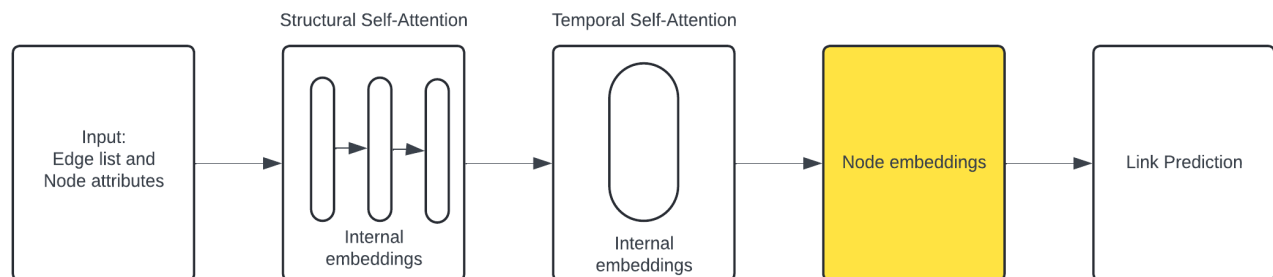 Structural Self-Attention
Temporal Self-Attention
Input:
Edge list and
Node attributes
Internal
embeddings
Internal
embeddings
Node embeddings
Link Prediction